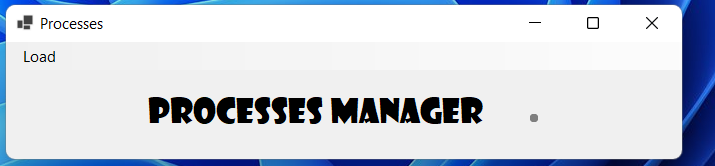 Processes
Load
PROCESSES MANAGER